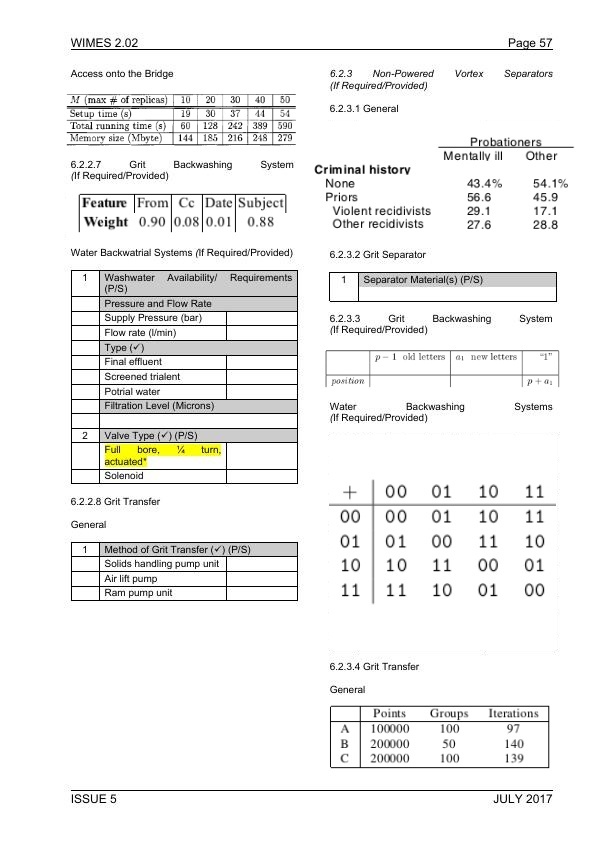 WIMES 2.02 Page 57
Access onto the Bridge
M (max # of replicas) 10 20 30 40 50
Setup time (s) 19 30 37 44 54
Total running time (s) 60 128 242 389 590
Memory size (Mbyte) 144 185 216 248 279
6.2.2.7 Grit Backwashing System
(If Required/Provided)
Feature From Cc Date Subject
Weight 0.90 0.08 0.01 0.88
Water Backwatrial Systems (If Required/Provided)
1 Washwater Availability/ Requirements
(P/S)
Pressure and Flow Rate
Supply Pressure (bar)
Flow rate (l/min)
Type (✓)
Final effluent
Screened trialent
Potrial water
Filtration Level (Microns)
2 Valve Type (✓) (P/S)
Full bore, ¼ turn,
actuated*
Solenoid
6.2.2.8 Grit Transfer
General
1 Method of Grit Transfer (✓) (P/S)
Solids handling pump unit
Air lift pump
Ram pump unit
6.2.3 Non-Powered Vortex Separators
(If Required/Provided)
6.2.3.1 General
Probationers
Mentally ill Other
Criminal history
None 43.4% 54.1%
Priors 56.6 45.9
Violent recidivists 29.1 17.1
Other recidivists 27.6 28.8
6.2.3.2 Grit Separator
1 Separator Material(s) (P/S)
6.2.3.3 Grit Backwashing System
(If Required/Provided)
p − 1 old letters a₁ new letters "1"
position p + a₁
Water Backwashing Systems
(If Required/Provided)
+ 00 01 10 11
00 00 01 10 11
01 01 00 11 10
10 10 11 00 01
11 11 10 01 00
6.2.3.4 Grit Transfer
General
Points Groups Iterations
A 100000 100 97
B 200000 50 140
C 200000 100 139
ISSUE 5 JULY 2017